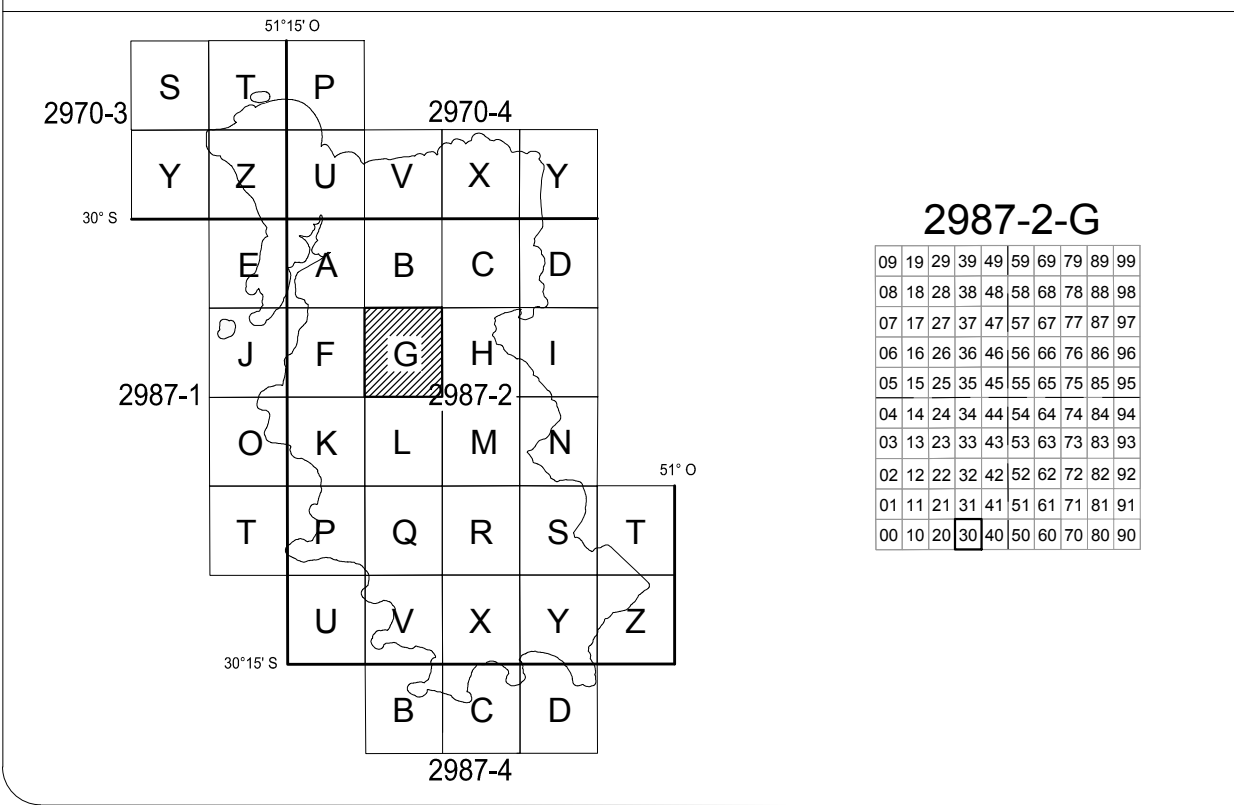 51°15' O
S T P
2970-3 2970-4
Y Z U V X Y
30° S
E A B C D
J F G H I
2987-1 2987-2
O K L M N
51° O
T P Q R S T
U V X Y Z
30°15' S
B C D
2987-4
2987-2-G
09 19 29 39 49 59 69 79 89 99
08 18 28 38 48 58 68 78 88 98
07 17 27 37 47 57 67 77 87 97
06 16 26 36 46 56 66 76 86 96
05 15 25 35 45 55 65 75 85 95
04 14 24 34 44 54 64 74 84 94
03 13 23 33 43 53 63 73 83 93
02 12 22 32 42 52 62 72 82 92
01 11 21 31 41 51 61 71 81 91
00 10 20 30 40 50 60 70 80 90